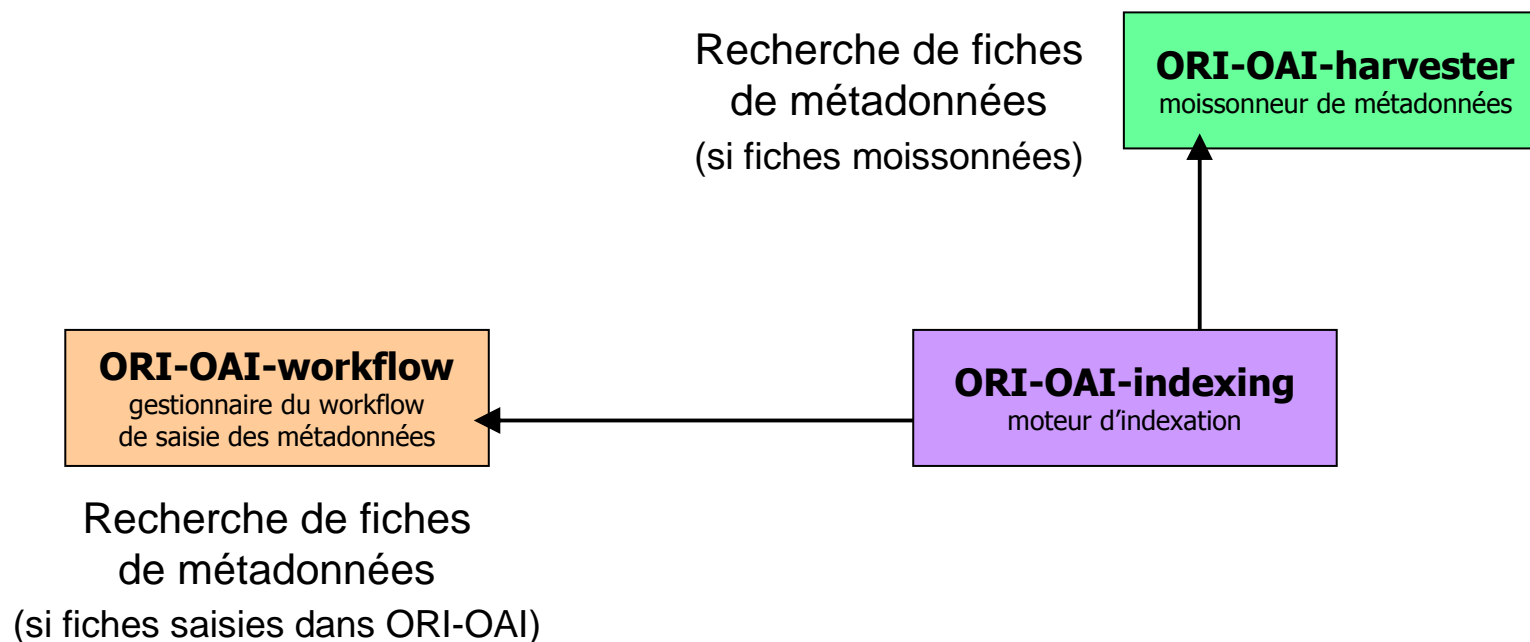 Recherche de fiches
de métadonnées
(si fiches moissonnées)
ORI-OAI-harvester
moissonneur de métadonnées
ORI-OAI-workflow
gestionnaire du workflow
de saisie des métadonnées
ORI-OAI-indexing
moteur d’indexation
Recherche de fiches
de métadonnées
(si fiches saisies dans ORI-OAI)